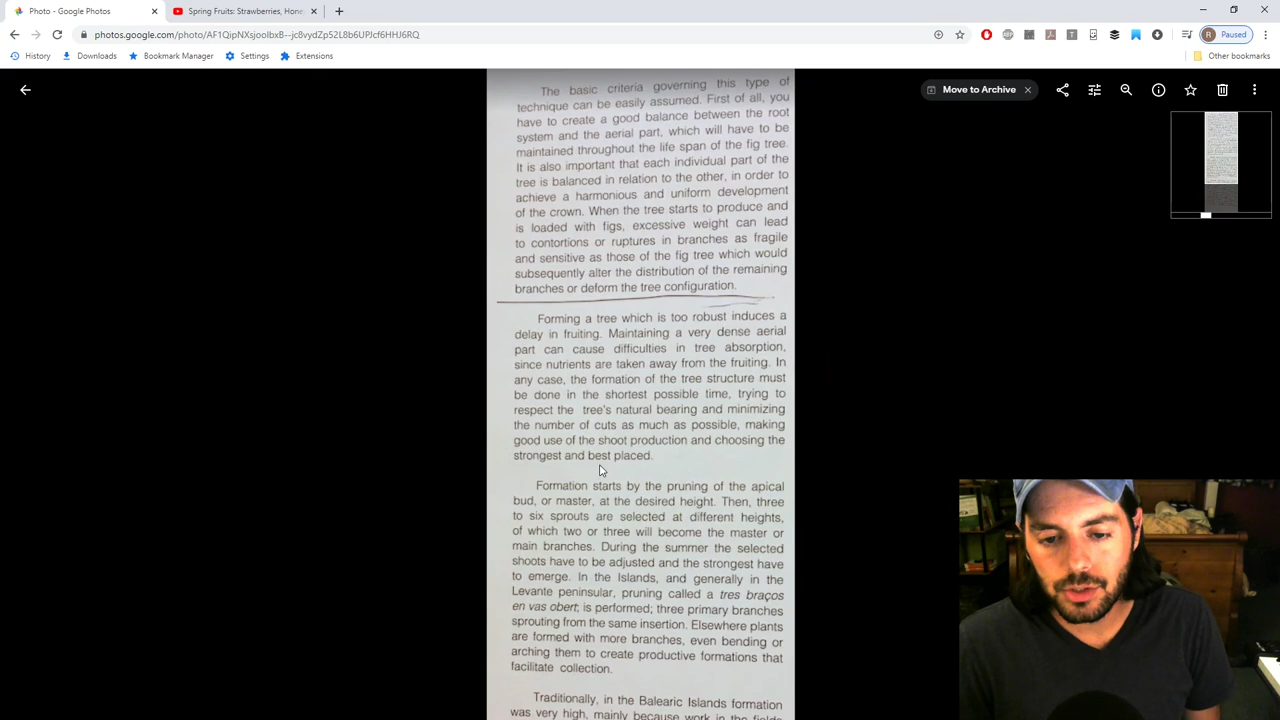 Photo - Google Photos
Spring Fruits: Strawberries, Hone
photos.google.com/photo/AF1QipNXsjooIbxB--jc8vydZp52L8b6UPJcf6HHJ6RQ
Paused
History
Downloads
Bookmark Manager
Settings
Extensions
Other bookmarks
Move to Archive
The basic criteria governing this type of
technique can be easily assumed. First of all, you
have to create a good balance between the root
system and the aerial part, which will have to be
maintained throughout the life span of the fig tree.
It is also important that each individual part of the
tree is balanced in relation to the other, in order to
achieve a harmonious and uniform development
of the crown. When the tree starts to produce and
is loaded with figs, excessive weight can lead
to contortions or ruptures in branches as fragile
and sensitive as those of the fig tree which would
subsequently alter the distribution of the remaining
branches or deform the tree configuration.
Forming a tree which is too robust induces a
delay in fruiting. Maintaining a very dense aerial
part can cause difficulties in tree absorption,
since nutrients are taken away from the fruiting. In
any case, the formation of the tree structure must
be done in the shortest possible time, trying to
respect the tree's natural bearing and minimizing
the number of cuts as much as possible, making
good use of the shoot production and choosing the
strongest and best placed.
Formation starts by the pruning of the apical
bud, or master, at the desired height. Then, three
to six sprouts are selected at different heights,
of which two or three will become the master or
main branches. During the summer the selected
shoots have to be adjusted and the strongest have
to emerge. In the Islands, and generally in the
Levante peninsular, pruning called a tres braços
en vas obert; is performed; three primary branches
sprouting from the same insertion. Elsewhere plants
are formed with more branches, even bending or
arching them to create productive formations that
facilitate collection.
Traditionally, in the Balearic Islands formation
was very high, mainly because work in the fields